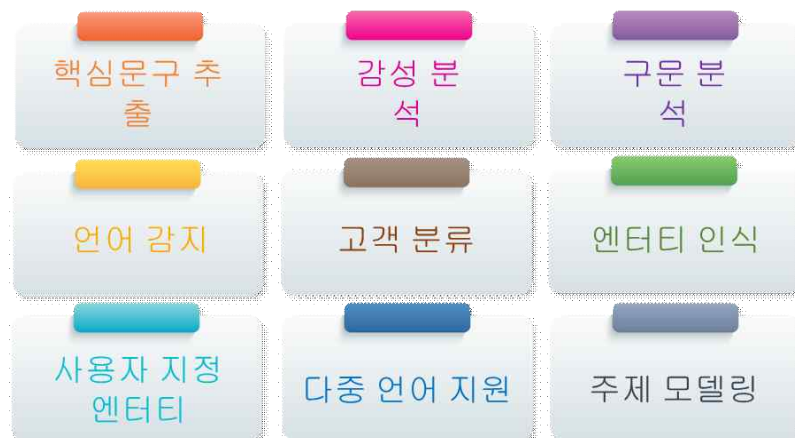 핵심문구 추
출
감성 분
석
구문 분
석
언어 감지
고객 분류
엔터티 인식
사용자 지정
엔터티
다중 언어 지원
주제 모델링